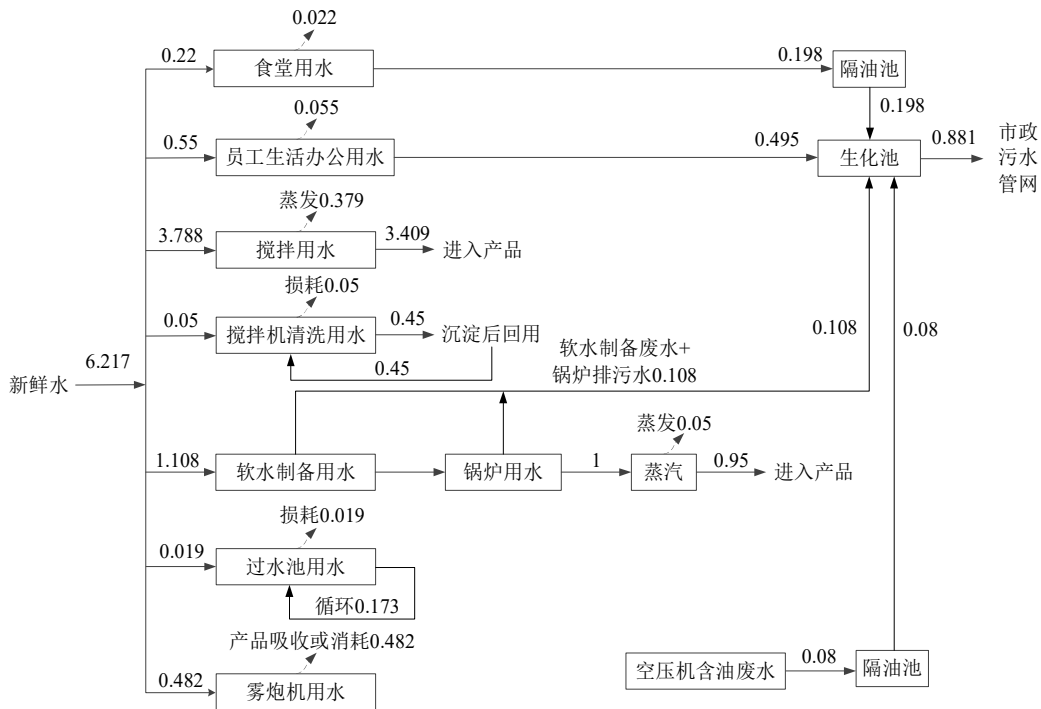 0.022
0.22
食堂用水
0.198
隔油池
0.198
0.055
0.55
员工生活办公用水
0.495
生化池
0.881
市政
污水
管网
蒸发0.379
3.788
搅拌用水
3.409
进入产品
损耗0.05
0.05
搅拌机清洗用水
0.45
沉淀后回用
0.45
0.108
0.08
新鲜水
6.217
软水制备废水+
锅炉排污水0.108
蒸发0.05
1.108
软水制备用水
锅炉用水
1
蒸汽
0.95
进入产品
损耗0.019
0.019
过水池用水
循环0.173
产品吸收或消耗0.482
0.482
雾炮机用水
空压机含油废水
0.08
隔油池